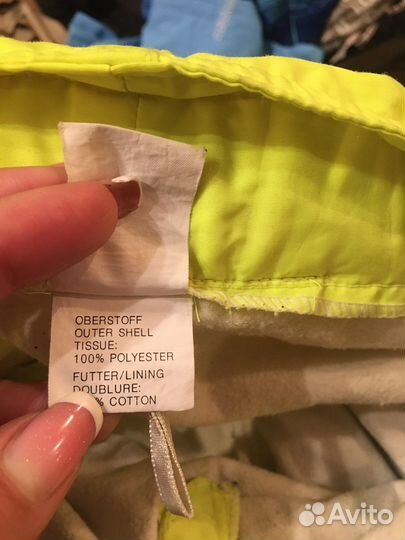 OBERSTOFF
OUTER SHELL
TISSUE:
100% POLYESTER
FUTTER/LINING
DOUBLURE:
% COTTON
Avito